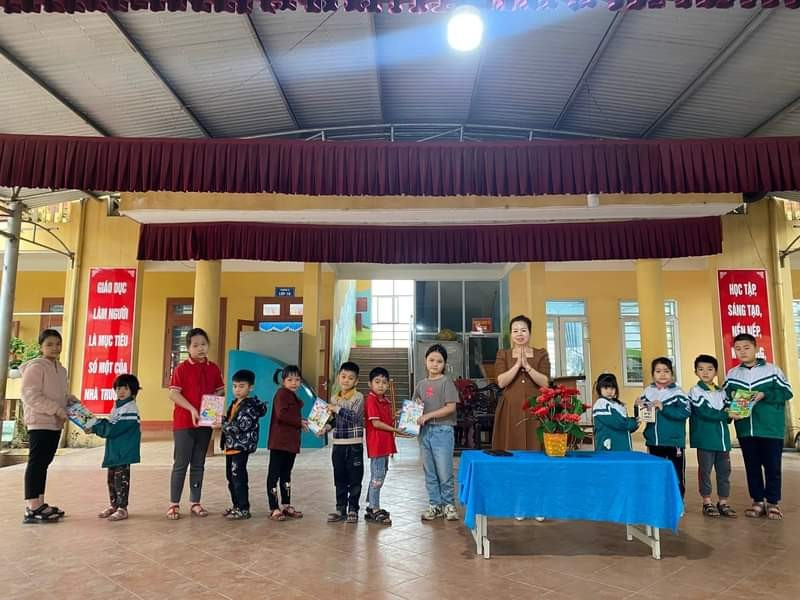 GIÁO DỤC
LÀM NGƯỜI
LÀ MỤC TIÊU
SỐ MỘT CỦA
NHÀ TRƯỜNG
LỚP 1A
HỌC TẬP,
SÁNG TẠO,
NỀN NẾP,